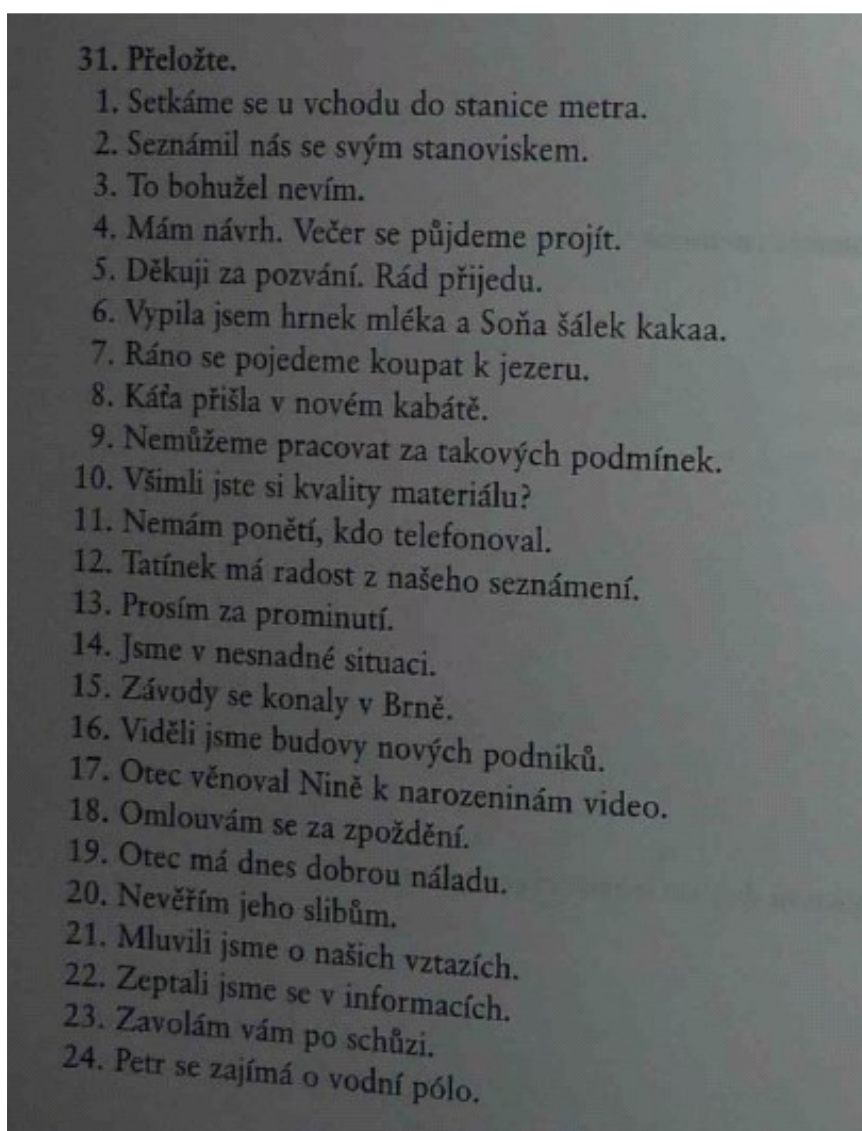 31. Přeložte.
1. Setkáme se u vchodu do stanice metra.
2. Seznámil nás se svým stanoviskem.
3. To bohužel nevím.
4. Mám návrh. Večer se půjdeme projít.
5. Děkuji za pozvání. Rád přijedu.
6. Vypila jsem hrnek mléka a Soňa šálek kakaa.
7. Ráno se pojedeme koupat k jezeru.
8. Káťa přišla v novém kabátě.
9. Nemůžeme pracovat za takových podmínek.
10. Všimli jste si kvality materiálu?
11. Nemám ponětí, kdo telefonoval.
12. Tatínek má radost z našeho seznámení.
13. Prosím za prominutí.
14. Jsme v nesnadné situaci.
15. Závody se konaly v Brně.
16. Viděli jsme budovy nových podniků.
17. Otec věnoval Nině k narozeninám video.
18. Omlouvám se za zpoždění.
19. Otec má dnes dobrou náladu.
20. Nevěřím jeho slibům.
21. Mluvili jsme o našich vztazích.
22. Zeptali jsme se v informacích.
23. Zavolám vám po schůzi.
24. Petr se zajímá o vodní pólo.